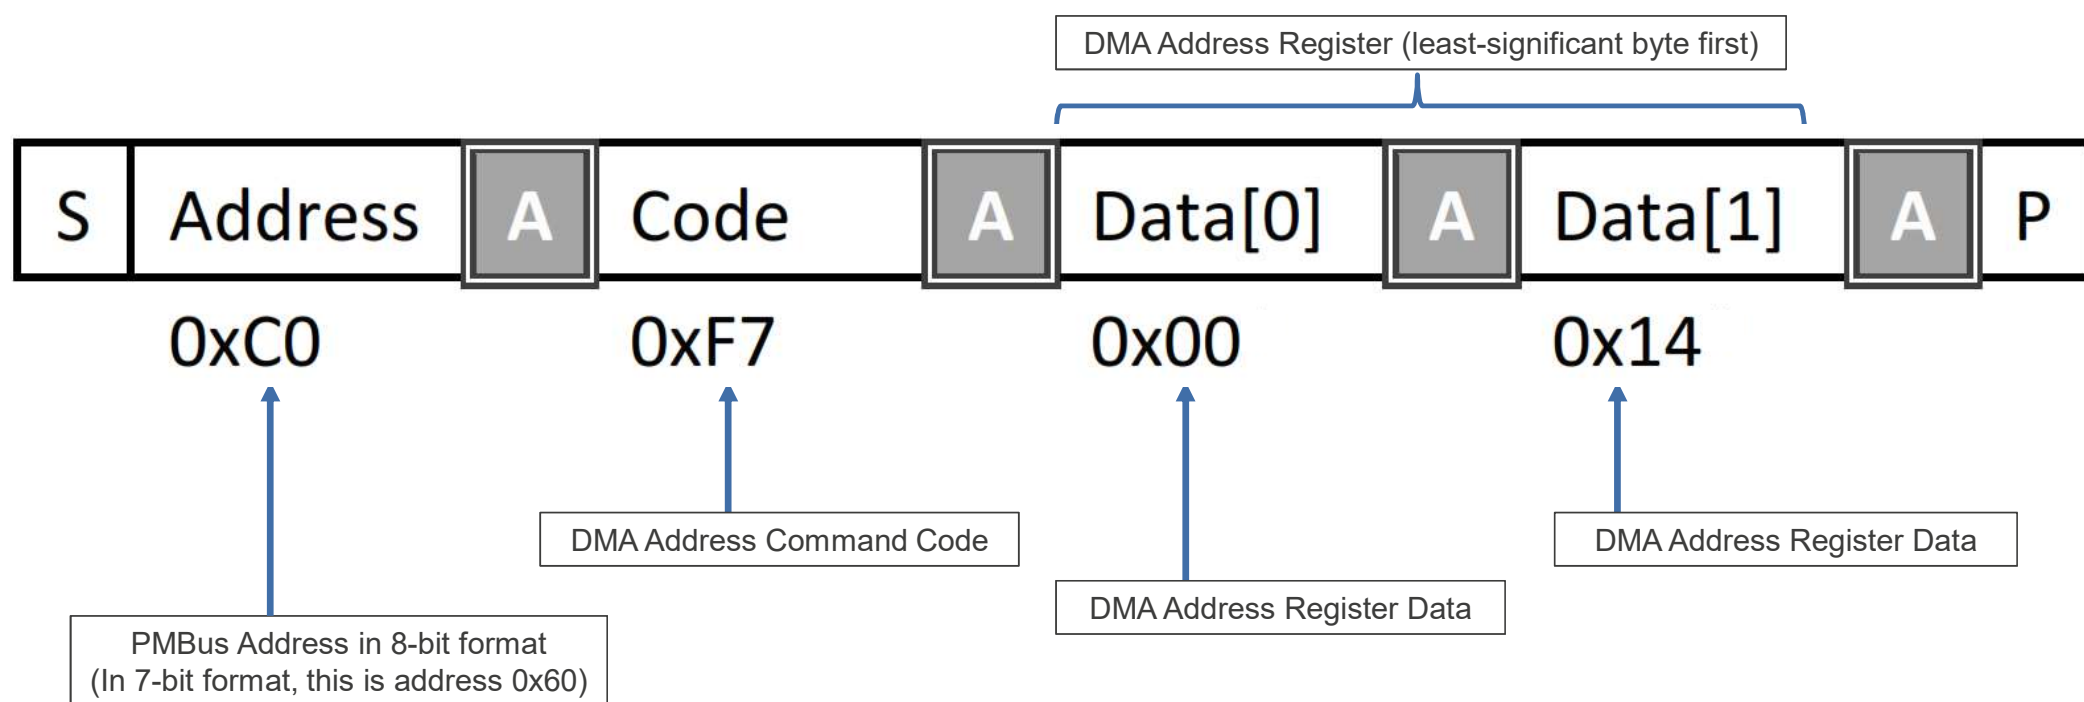 DMA Address Register (least-significant byte first)
S Address A Code A Data[0] A Data[1] A P
0xC0 0xF7 0x00 0x14
DMA Address Command Code
DMA Address Register Data
DMA Address Register Data
PMBus Address in 8-bit format
(In 7-bit format, this is address 0x60)